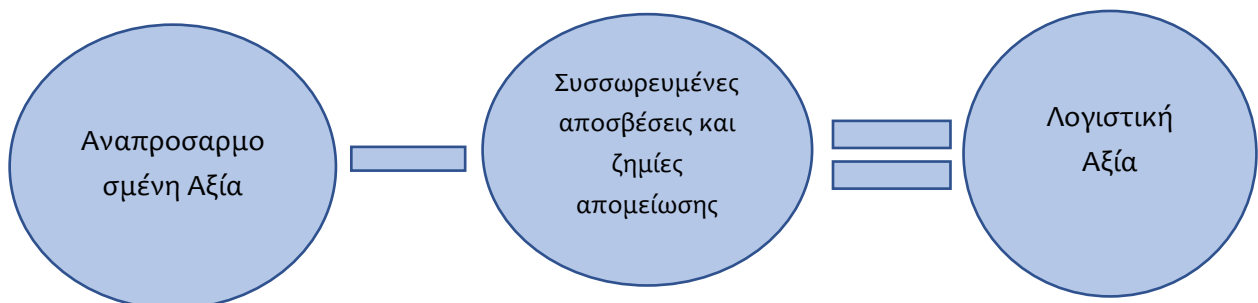 Αναπροσαρμο
σμένη Αξία
Συσσωρευμένες
αποσβέσεις και
ζημίες
απομείωσης
Λογιστική
Αξία